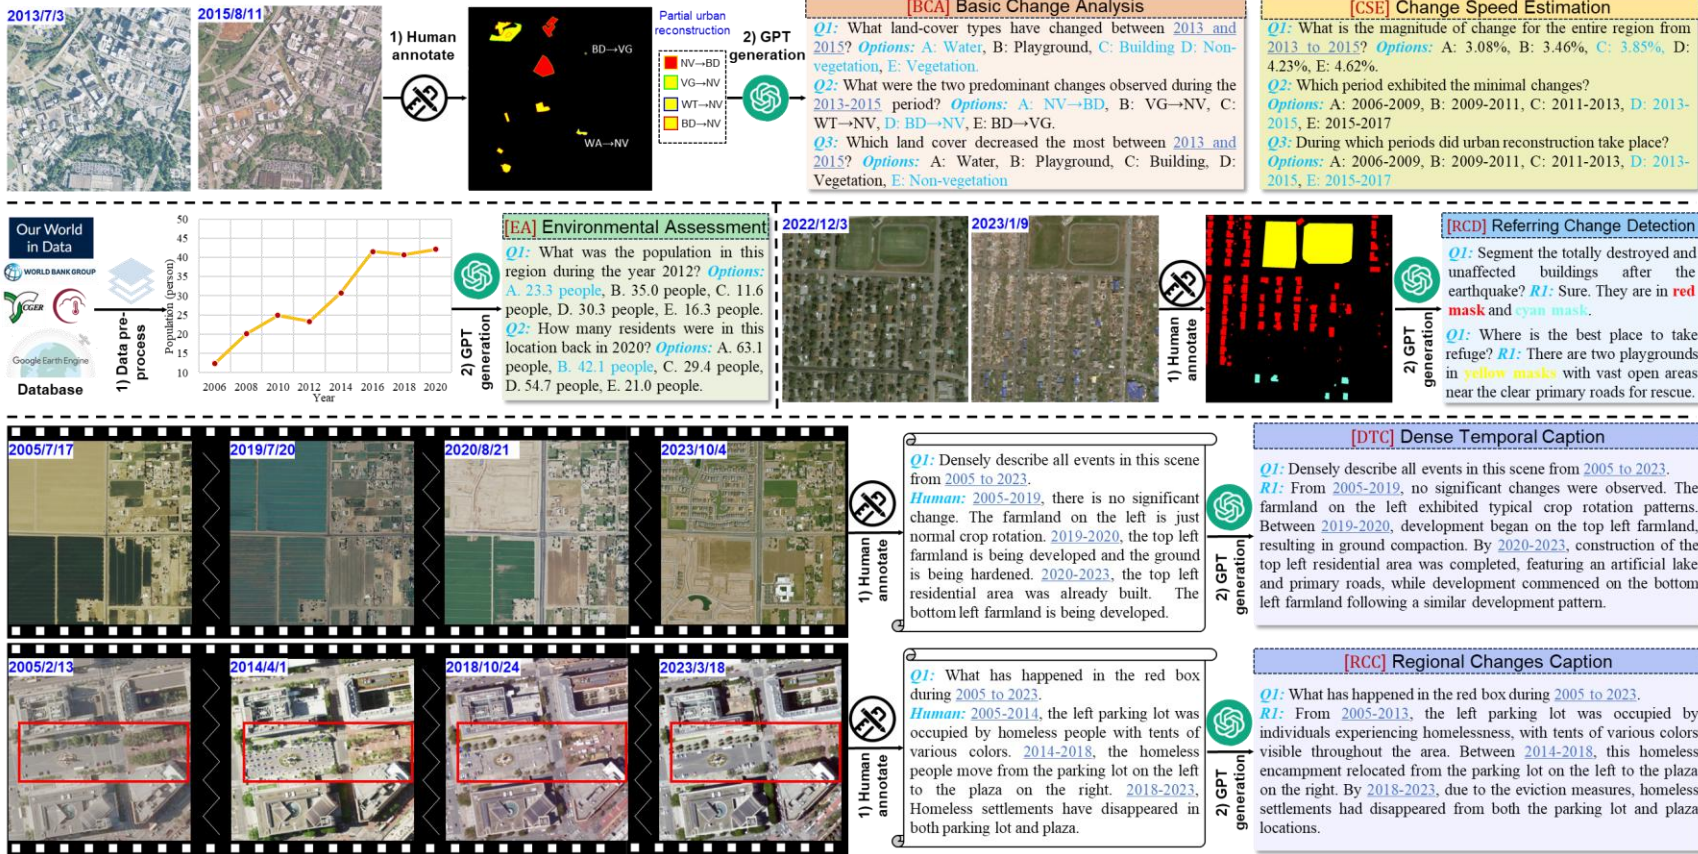 2013/7/3
2015/8/11
1) Human
annotate
BD→VG
WA→NV
Partial urban
reconstruction
NV→BD
VG→NV
WT→NV
BD→NV
2) GPT
generation
[BCA] Basic Change Analysis
Q1: What land-cover types have changed between 2013 and
2015? Options: A: Water, B: Playground, C: Building D: Non-
vegetation, E: Vegetation.
Q2: What were the two predominant changes observed during the
2013-2015 period? Options: A: NV→BD, B: VG→NV, C:
WT→NV, D: BD→NV, E: BD→VG.
Q3: Which land cover decreased the most between 2013 and
2015? Options: A: Water, B: Playground, C: Building, D:
Vegetation, E: Non-vegetation
[CSE] Change Speed Estimation
Q1: What is the magnitude of change for the entire region from
2013 to 2015? Options: A: 3.08%, B: 3.46%, C: 3.85%, D:
4.23%, E: 4.62%.
Q2: Which period exhibited the minimal changes?
Options: A: 2006-2009, B: 2009-2011, C: 2011-2013, D: 2013-
2015, E: 2015-2017
Q3: During which periods did urban reconstruction take place?
Options: A: 2006-2009, B: 2009-2011, C: 2011-2013, D: 2013-
2015, E: 2015-2017
Our World
in Data
WORLD BANK GROUP
CGER
Google Earth Engine
Database
1) Data pre-
process
Population (person)
50
45
40
35
30
25
20
15
10
2006 2008 2010 2012 2014 2016 2018 2020
Year
2) GPT
generation
[EA] Environmental Assessment
Q1: What was the population in this
region during the year 2012? Options:
A. 23.3 people, B. 35.0 people, C. 11.6
people, D. 30.3 people, E. 16.3 people.
Q2: How many residents were in this
location back in 2020? Options: A. 63.1
people, B. 42.1 people, C. 29.4 people,
D. 54.7 people, E. 21.0 people.
2022/12/3
2023/1/9
1) Human
annotate
2) GPT
generation
[RCD] Referring Change Detection
Q1: Segment the totally destroyed and
unaffected buildings after the
earthquake? R1: Sure. They are in red
mask and cyan mask.
Q1: Where is the best place to take
refuge? R1: There are two playgrounds
in yellow masks with vast open areas
near the clear primary roads for rescue.
2005/7/17
2019/7/20
2020/8/21
2023/10/4
1) Human
annotate
Q1: Densely describe all events in this scene
from 2005 to 2023.
Human: 2005-2019, there is no significant
change. The farmland on the left is just
normal crop rotation. 2019-2020, the top left
farmland is being developed and the ground
is being hardened. 2020-2023, the top left
residential area was already built. The
bottom left farmland is being developed.
2) GPT
generation
[DTC] Dense Temporal Caption
Q1: Densely describe all events in this scene from 2005 to 2023.
R1: From 2005-2019, no significant changes were observed. The
farmland on the left exhibited typical crop rotation patterns.
Between 2019-2020, development began on the top left farmland,
resulting in ground compaction. By 2020-2023, construction of the
top left residential area was completed, featuring an artificial lake
and primary roads, while development commenced on the bottom
left farmland following a similar development pattern.
2005/2/13
2014/4/1
2018/10/24
2023/3/18
1) Human
annotate
Q1: What has happened in the red box
during 2005 to 2023.
Human: 2005-2014, the left parking lot was
occupied by homeless people with tents of
various colors. 2014-2018, the homeless
people move from the parking lot on the left
to the plaza on the right. 2018-2023,
Homeless settlements have disappeared in
both parking lot and plaza.
2) GPT
generation
[RCC] Regional Changes Caption
Q1: What has happened in the red box during 2005 to 2023.
R1: From 2005-2013, the left parking lot was occupied by
individuals experiencing homelessness, with tents of various colors
visible throughout the area. Between 2014-2018, this homeless
encampment relocated from the parking lot on the left to the plaza
on the right. By 2018-2023, due to the eviction measures, homeless
settlements had disappeared from both the parking lot and plaza
locations.